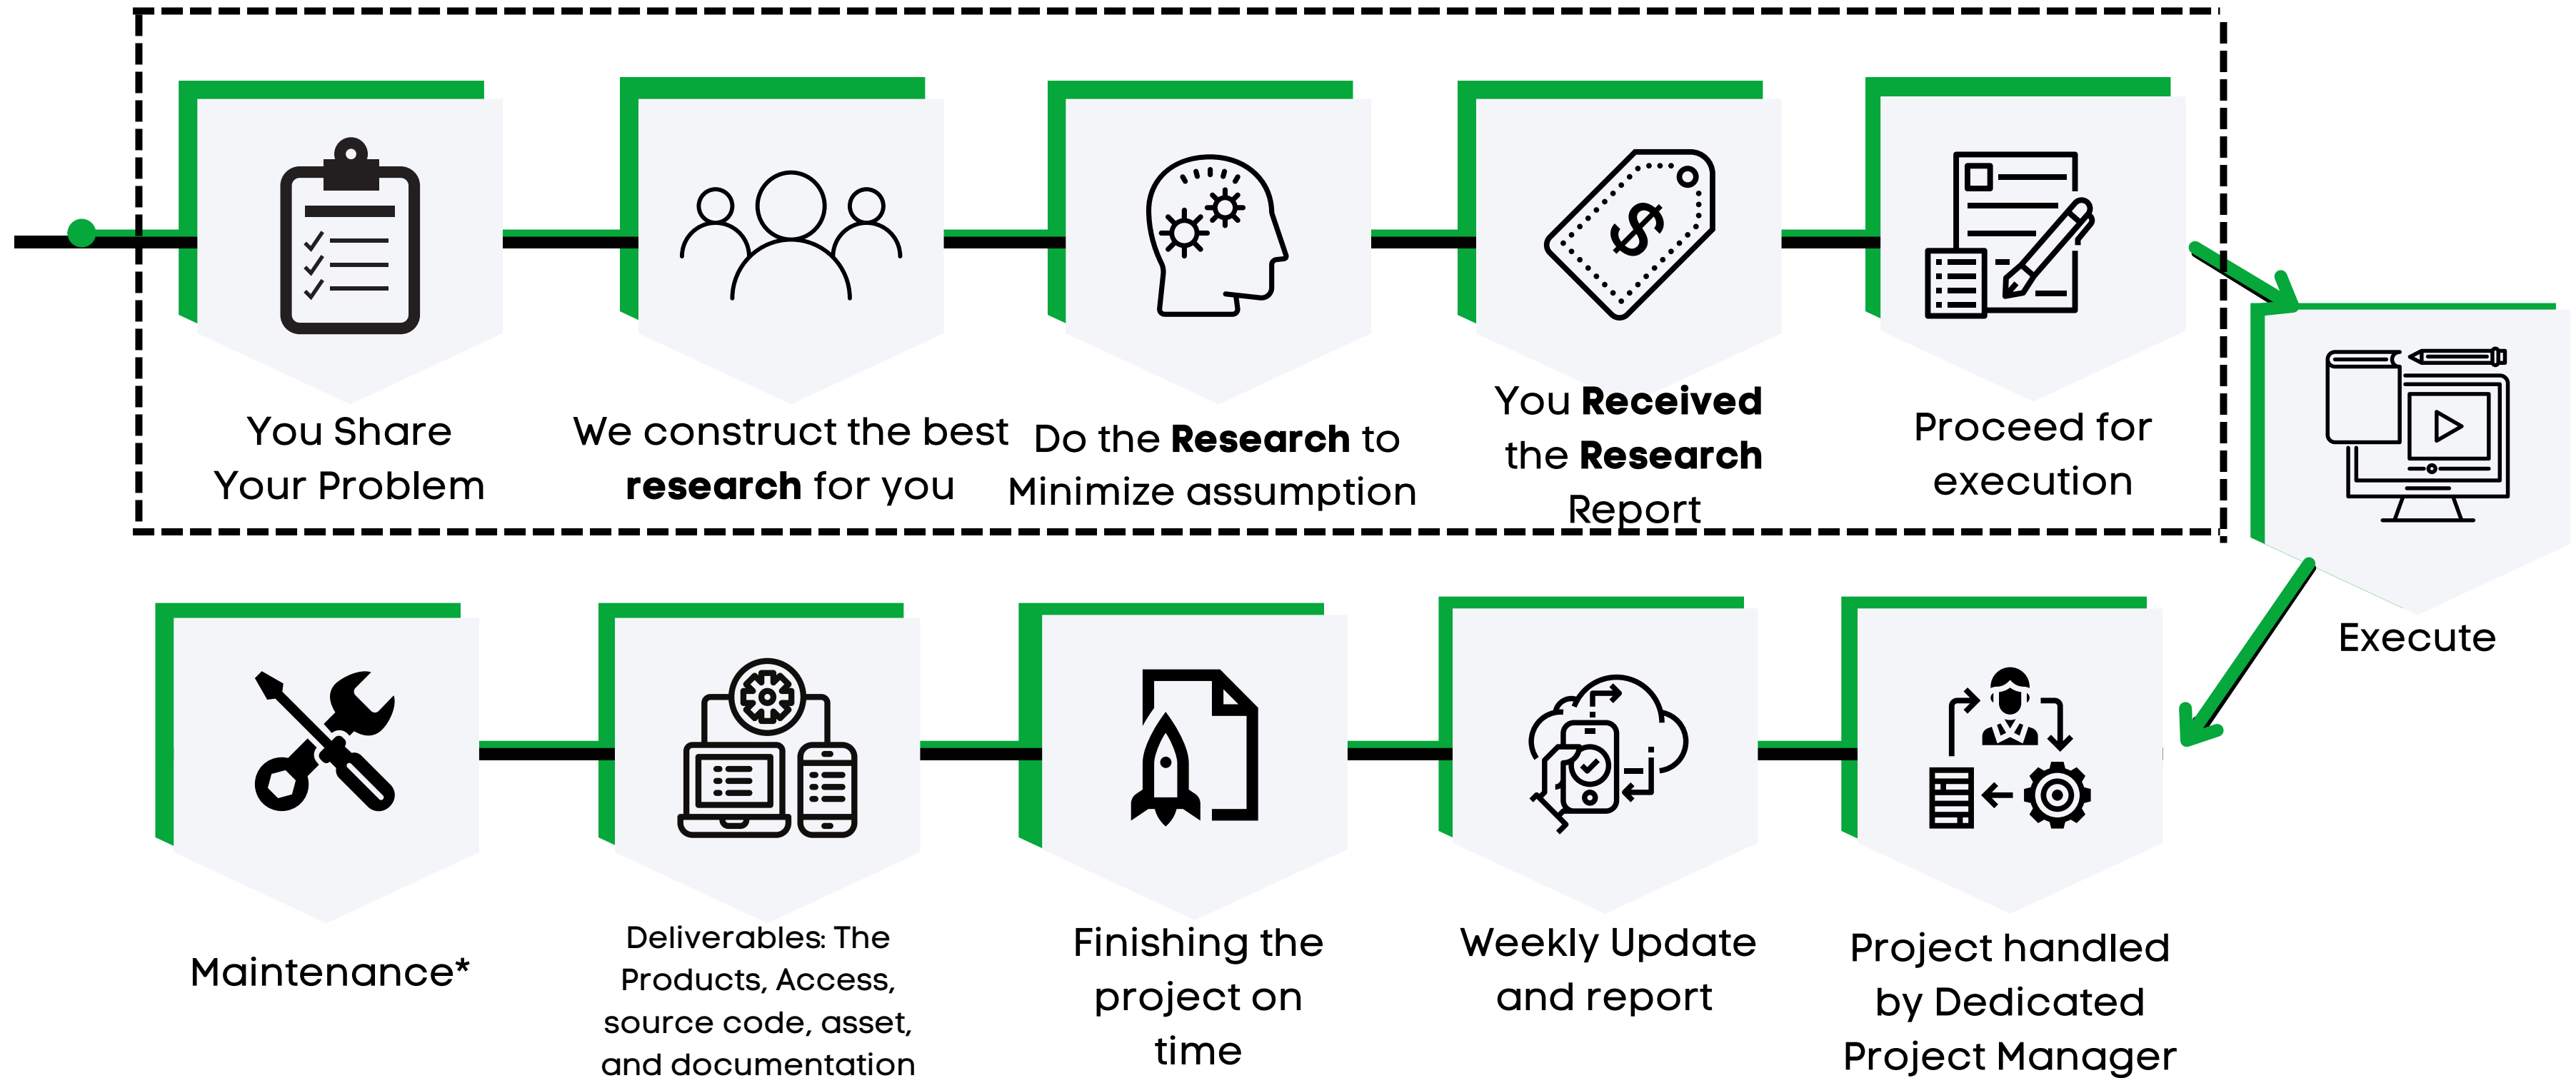 You Share
Your Problem
We construct the best
research for you
Do the Research to
Minimize assumption
You Received
the Research
Report
Proceed for
execution
Execute
Project handled
by Dedicated
Project Manager
Weekly Update
and report
Finishing the
project on
time
Deliverables: The
Products, Access,
source code, asset,
and documentation
Maintenance*